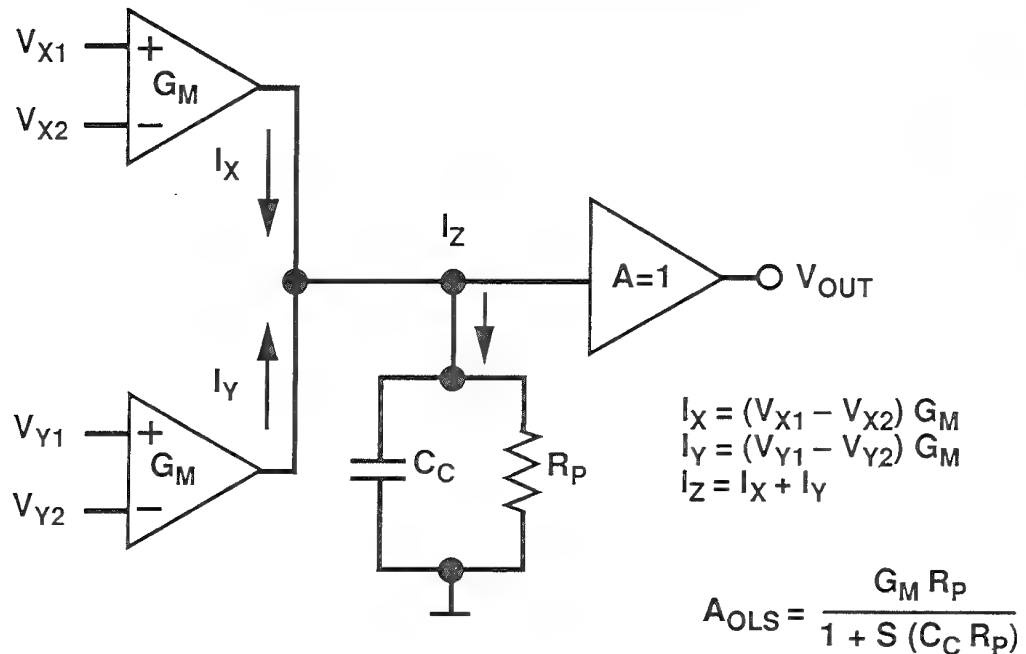 V_X1
+
G_M
V_X2
−
I_X
I_Z
A=1
V_OUT
I_Y
V_Y1
+
G_M
V_Y2
−
C_C
R_P
I_X = (V_X1 − V_X2) G_M
I_Y = (V_Y1 − V_Y2) G_M
I_Z = I_X + I_Y
A_OLS = G_M R_P / 1 + S (C_C R_P)